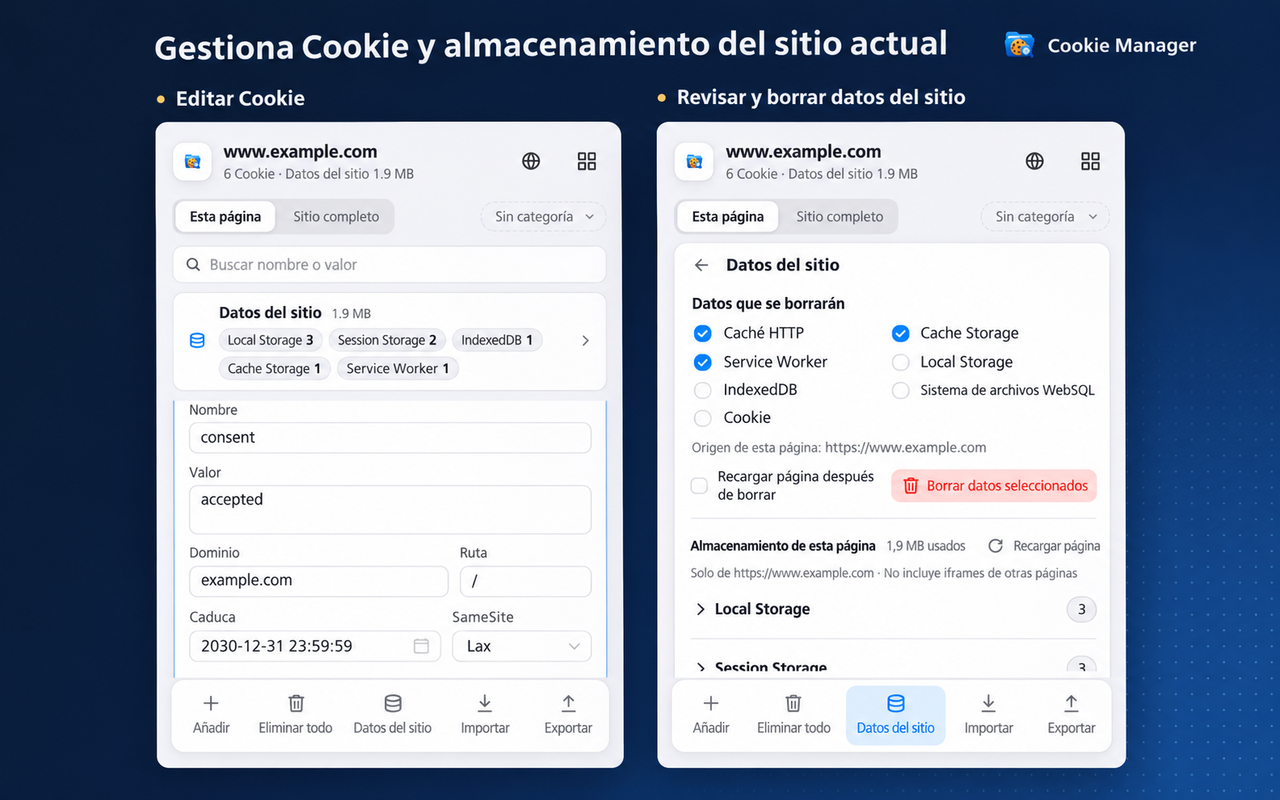 Gestiona Cookie y almacenamiento del sitio actual
Cookie Manager
Editar Cookie
www.example.com
6 Cookie · Datos del sitio 1.9 MB
Esta página
Sitio completo
Sin categoría
Buscar nombre o valor
Datos del sitio 1.9 MB
Local Storage 3
Session Storage 2
IndexedDB 1
Cache Storage 1
Service Worker 1
Nombre
consent
Valor
accepted
Dominio
Ruta
example.com
/
Caduca
SameSite
2030-12-31 23:59:59
Lax
Añadir
Eliminar todo
Datos del sitio
Importar
Exportar
Revisar y borrar datos del sitio
www.example.com
6 Cookie · Datos del sitio 1.9 MB
Esta página
Sitio completo
Sin categoría
Datos del sitio
Datos que se borrarán
Caché HTTP
Cache Storage
Service Worker
Local Storage
IndexedDB
Sistema de archivos WebSQL
Cookie
Origen de esta página: https://www.example.com
Recargar página después
de borrar
Borrar datos seleccionados
Almacenamiento de esta página 1,9 MB usados
Recargar página
Solo de https://www.example.com · No incluye iframes de otras páginas
Local Storage
3
Session Storage
3
Añadir
Eliminar todo
Datos del sitio
Importar
Exportar